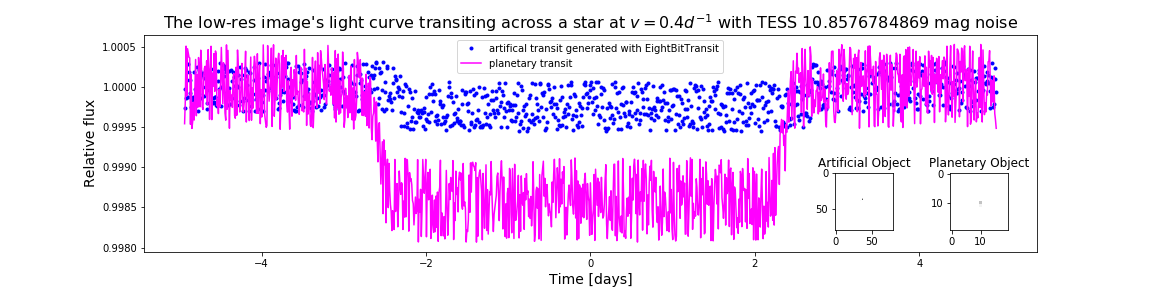 The low-res image's light curve transiting across a star at v = 0.4d⁻¹ with TESS 10.8576784869 mag noise
artifical transit generated with EightBitTransit
planetary transit
Relative flux
1.0005
1.0000
0.9995
0.9990
0.9985
0.9980
Artificial Object
Planetary Object
0
50
0 50
0
10
0 10
−4 −2 0 2 4
Time [days]